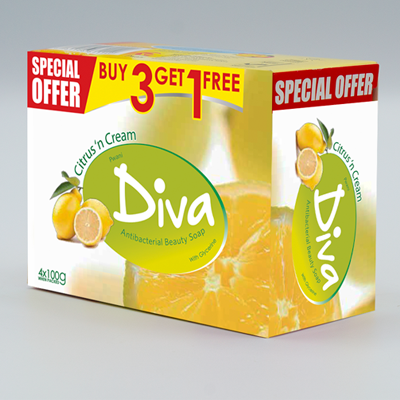 SPECIAL
OFFER
BUY 3 GET 1 FREE
Citrus 'n Cream
Diva
Antibacterial Beauty Soap
With Glycerine
4x100g
SPECIAL OFFER
Citrus 'n Cream
Diva
Antibacterial Beauty Soap